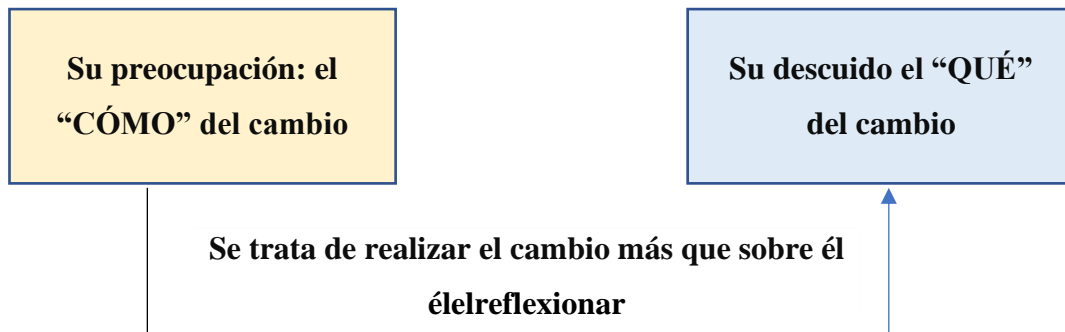 Su preocupación: el
“CÓMO” del cambio
Su descuido el “QUÉ”
del cambio
Se trata de realizar el cambio más que sobre él
élelreflexionar